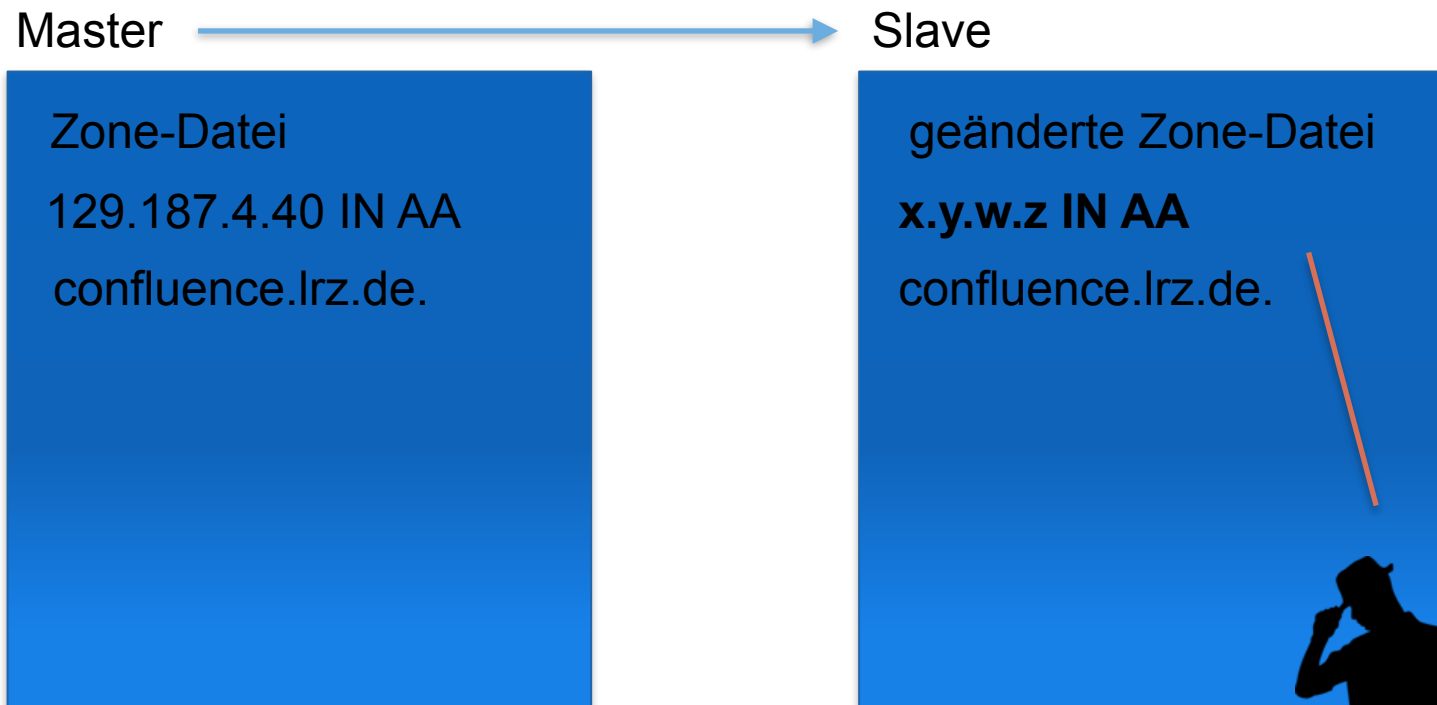 Master
Slave
Zone-Datei
129.187.4.40 IN AA
confluence.lrz.de.
geänderte Zone-Datei
x.y.w.z IN AA
confluence.lrz.de.